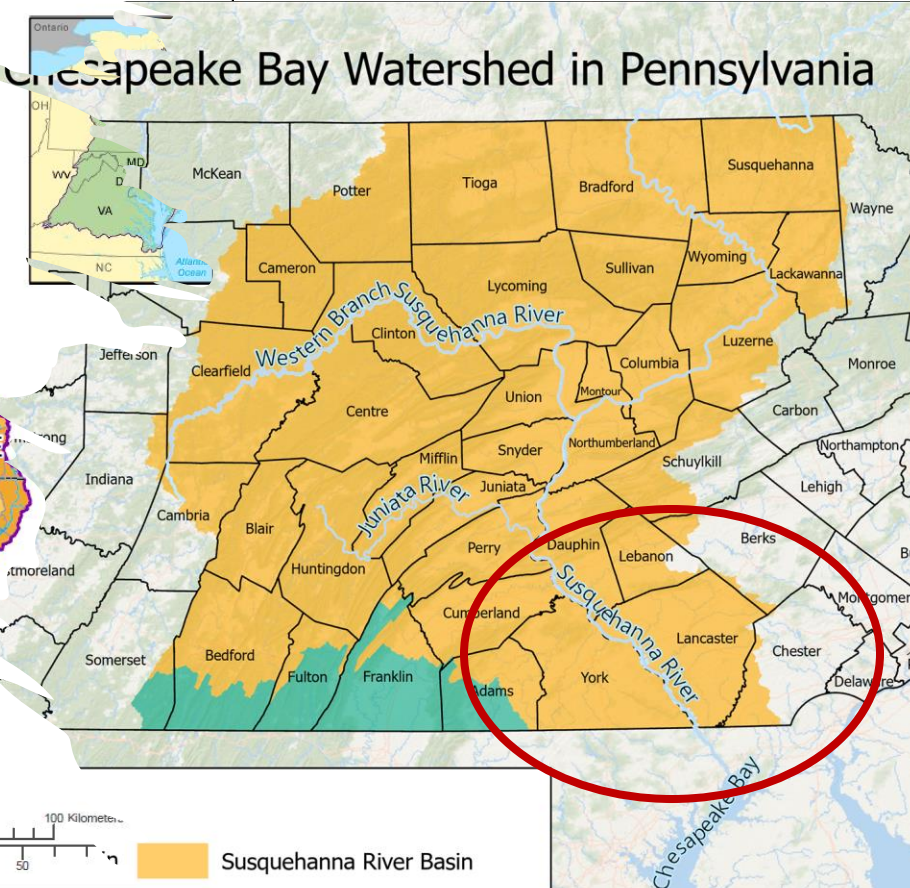 Ontario
Chesapeake Bay Watershed in Pennsylvania
OH
WV
MD
D
VA
NC
Atlantic
Ocean
McKean
Potter
Tioga
Bradford
Susquehanna
Wayne
Cameron
Lycoming
Sullivan
Wyoming
Lackawanna
Western Branch Susquehanna River
Clinton
Jefferson
Clearfield
Columbia
Luzerne
Monroe
Centre
Union
Montour
Carbon
Snyder
Northumberland
Northampton
Mifflin
Schuylkill
Indiana
Juniata River
Juniata
Lehigh
Cambria
Blair
Perry
Dauphin
Berks
Lebanon
Huntingdon
Susquehanna River
Cumberland
Lancaster
Chester
Somerset
Bedford
Fulton
Franklin
Adams
York
Delaware
Chesapeake Bay
100 Kilometers
50
Susquehanna River Basin